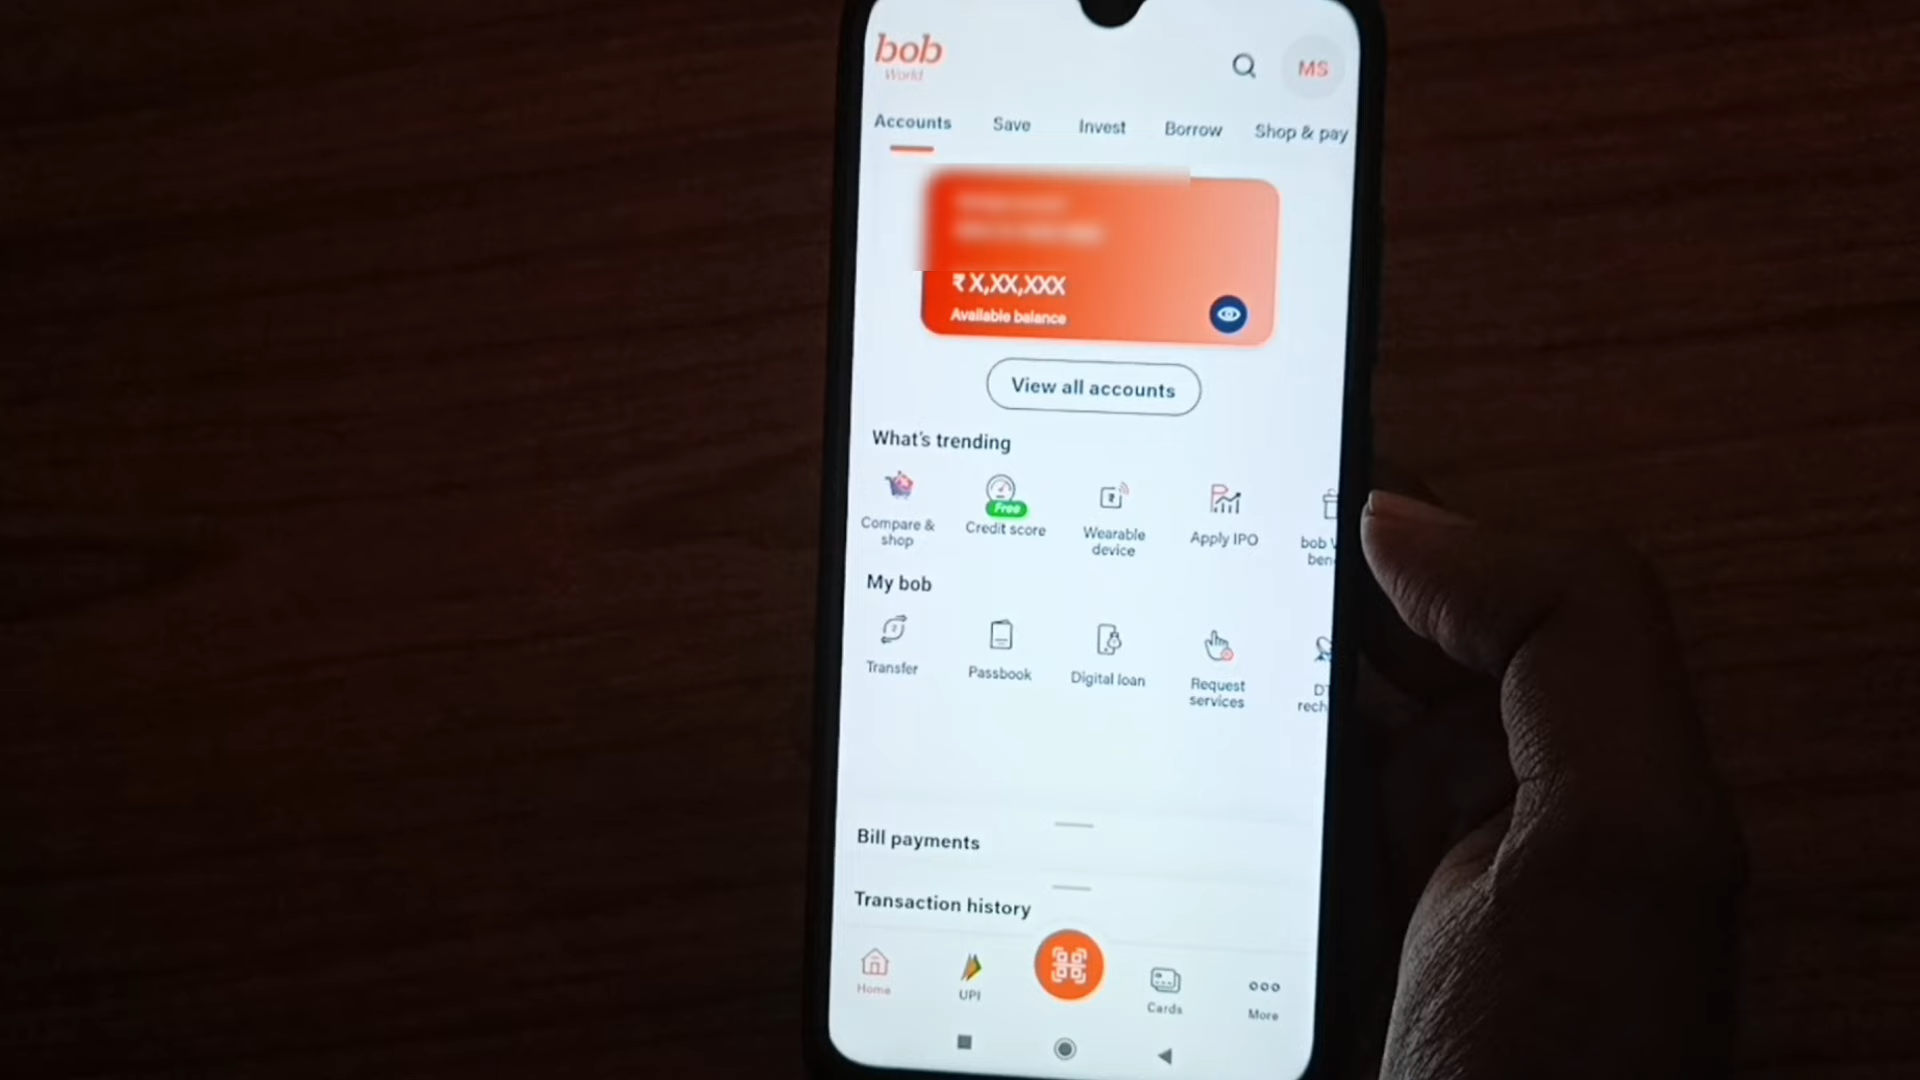 bob
World
MS
Accounts Save Invest Borrow Shop & pay
₹ X,XX,XXX
Available balance
View all accounts
What's trending
Compare &
shop
Free
Credit score
Wearable
device
Apply IPO
bob
ben
My bob
Transfer
Passbook
Digital loan
Request
services
rech
Bill payments
Transaction history
Home
UPI
Cards
More